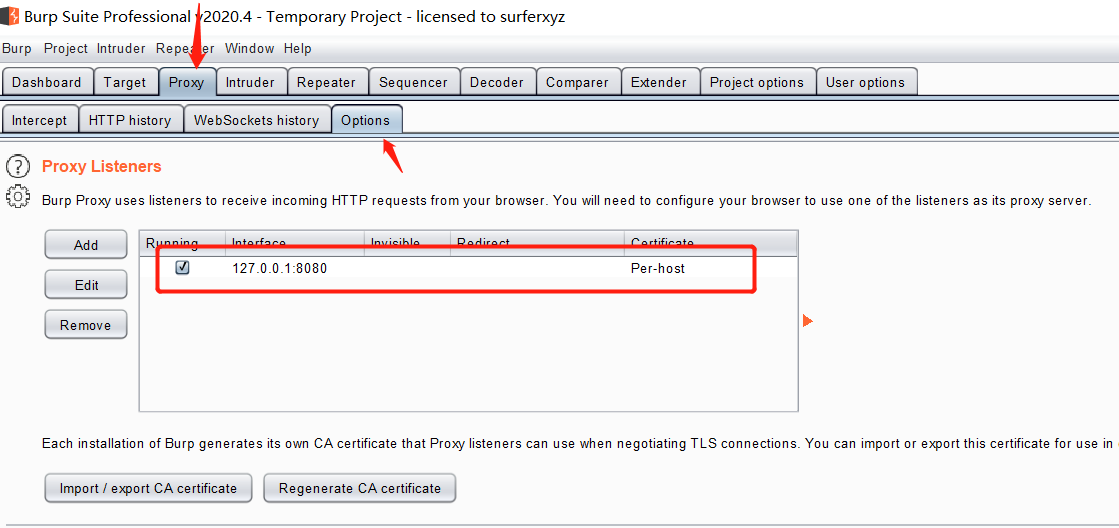 Burp Suite Professional v2020.4 - Temporary Project - licensed to surferxyz
Burp Project Intruder Repeater Window Help
Dashboard Target Proxy Intruder Repeater Sequencer Decoder Comparer Extender Project options User options
Intercept HTTP history WebSockets history Options
? Proxy Listeners
Burp Proxy uses listeners to receive incoming HTTP requests from your browser. You will need to configure your browser to use one of the listeners as its proxy server.
Add
Running Interface Invisible Redirect Certificate
127.0.0.1:8080 Per-host
Edit
Remove
Each installation of Burp generates its own CA certificate that Proxy listeners can use when negotiating TLS connections. You can import or export this certificate for use in
Import / export CA certificate Regenerate CA certificate